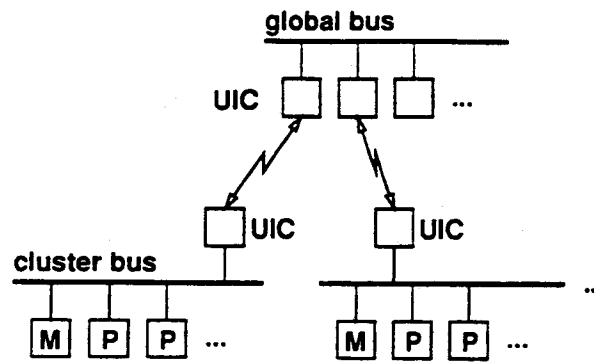 global bus
UIC ...
UIC UIC
cluster bus
...
M P P ... M P P ...